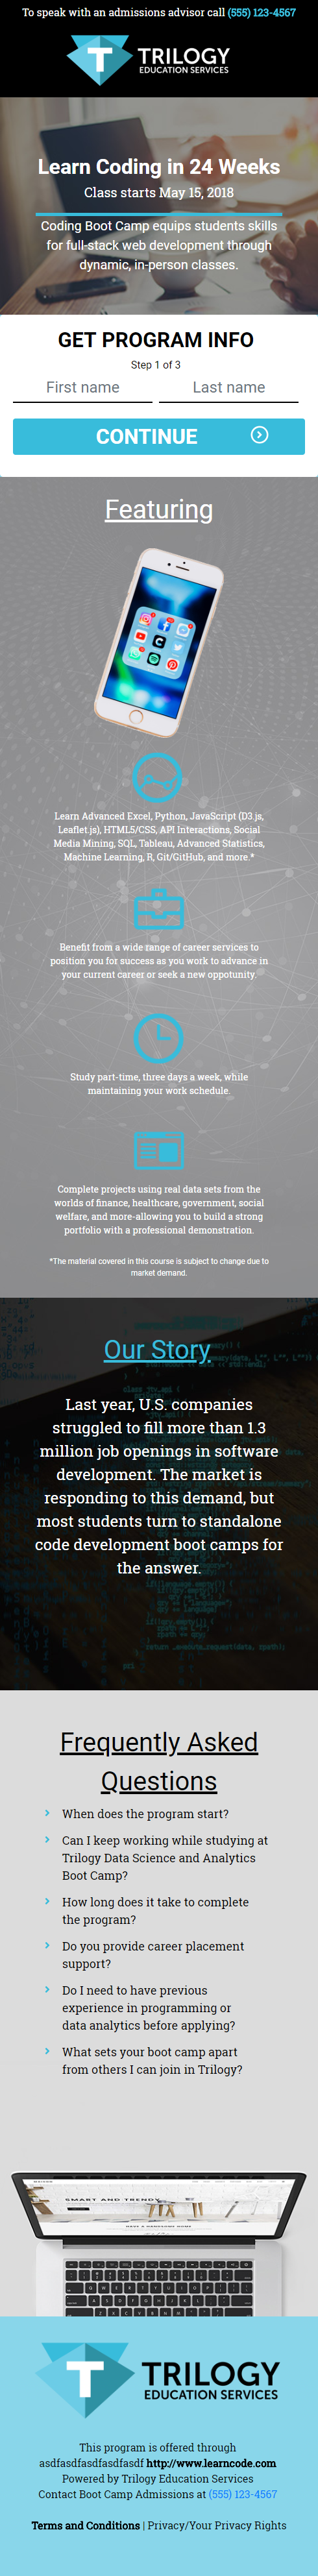 To speak with an admissions advisor call (555) 123-4567
TRILOGY
EDUCATION SERVICES
Learn Coding in 24 Weeks
Class starts May 15, 2018
Coding Boot Camp equips students skills
for full-stack web development through
dynamic, in-person classes.
GET PROGRAM INFO
Step 1 of 3
First name Last name
CONTINUE
Featuring
Learn Advanced Excel, Python, JavaScript (D3.js,
Leaflet.js), HTML5/CSS, API Interactions, Social
Media Mining, SQL, Tableau, Advanced Statistics,
Machine Learning, R, Git/GitHub, and more.*
Benefit from a wide range of career services to
position you for success as you work to advance in
your current career or seek a new oppotunity.
Study part-time, three days a week, while
maintaining your work schedule.
Complete projects using real data sets from the
worlds of finance, healthcare, government, social
welfare, and more-allowing you to build a strong
portfolio with a professional demonstration.
*The material covered in this course is subject to change due to
market demand.
Our Story
Last year, U.S. companies
struggled to fill more than 1.3
million job openings in software
development. The market is
responding to this demand, but
most students turn to standalone
code development boot camps for
the answer.
Frequently Asked
Questions
When does the program start?
Can I keep working while studying at
Trilogy Data Science and Analytics
Boot Camp?
How long does it take to complete
the program?
Do you provide career placement
support?
Do I need to have previous
experience in programming or
data analytics before applying?
What sets your boot camp apart
from others I can join in Trilogy?
SMART AND TRENDY
TRILOGY
EDUCATION SERVICES
This program is offered through
asdfasdfasdfasdfasdf http://www.learncode.com
Powered by Trilogy Education Services
Contact Boot Camp Admissions at (555) 123-4567
Terms and Conditions | Privacy/Your Privacy Rights